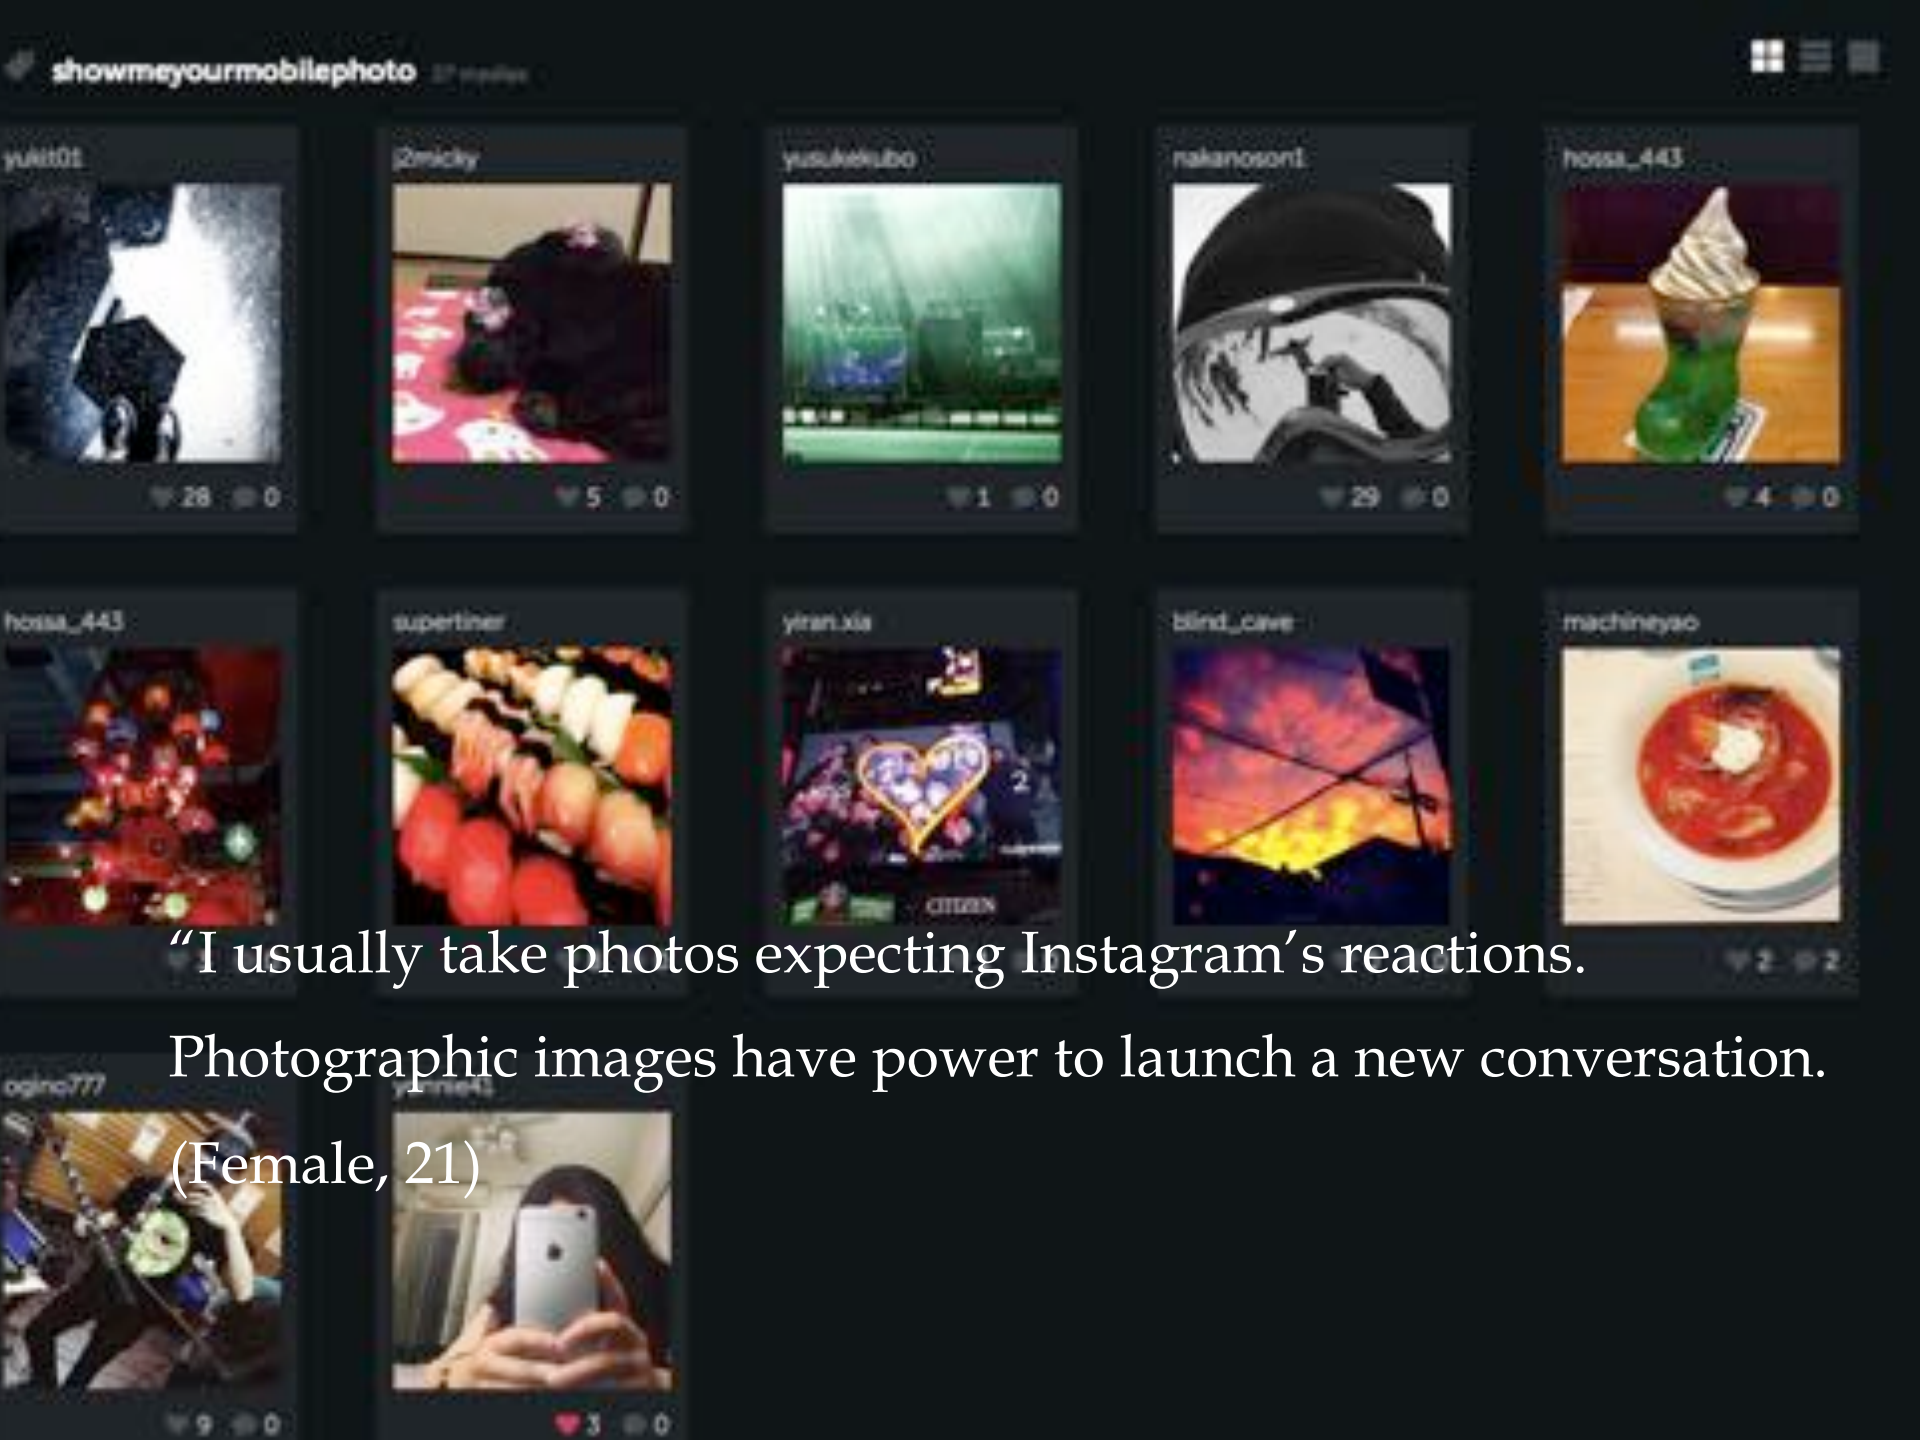 showmeyourmobilephoto
yukit01
j2micky
yusukekubo
nakanoson1
hossa_443
28 0
5 0
1 0
29 0
4 0
hossa_443
supertiner
yiran.xia
blind_cave
machineyao
2
CITIZEN
“I usually take photos expecting Instagram’s reactions.
2 2
Photographic images have power to launch a new conversation.
ogino777
(Female, 21)
9 0
3 0